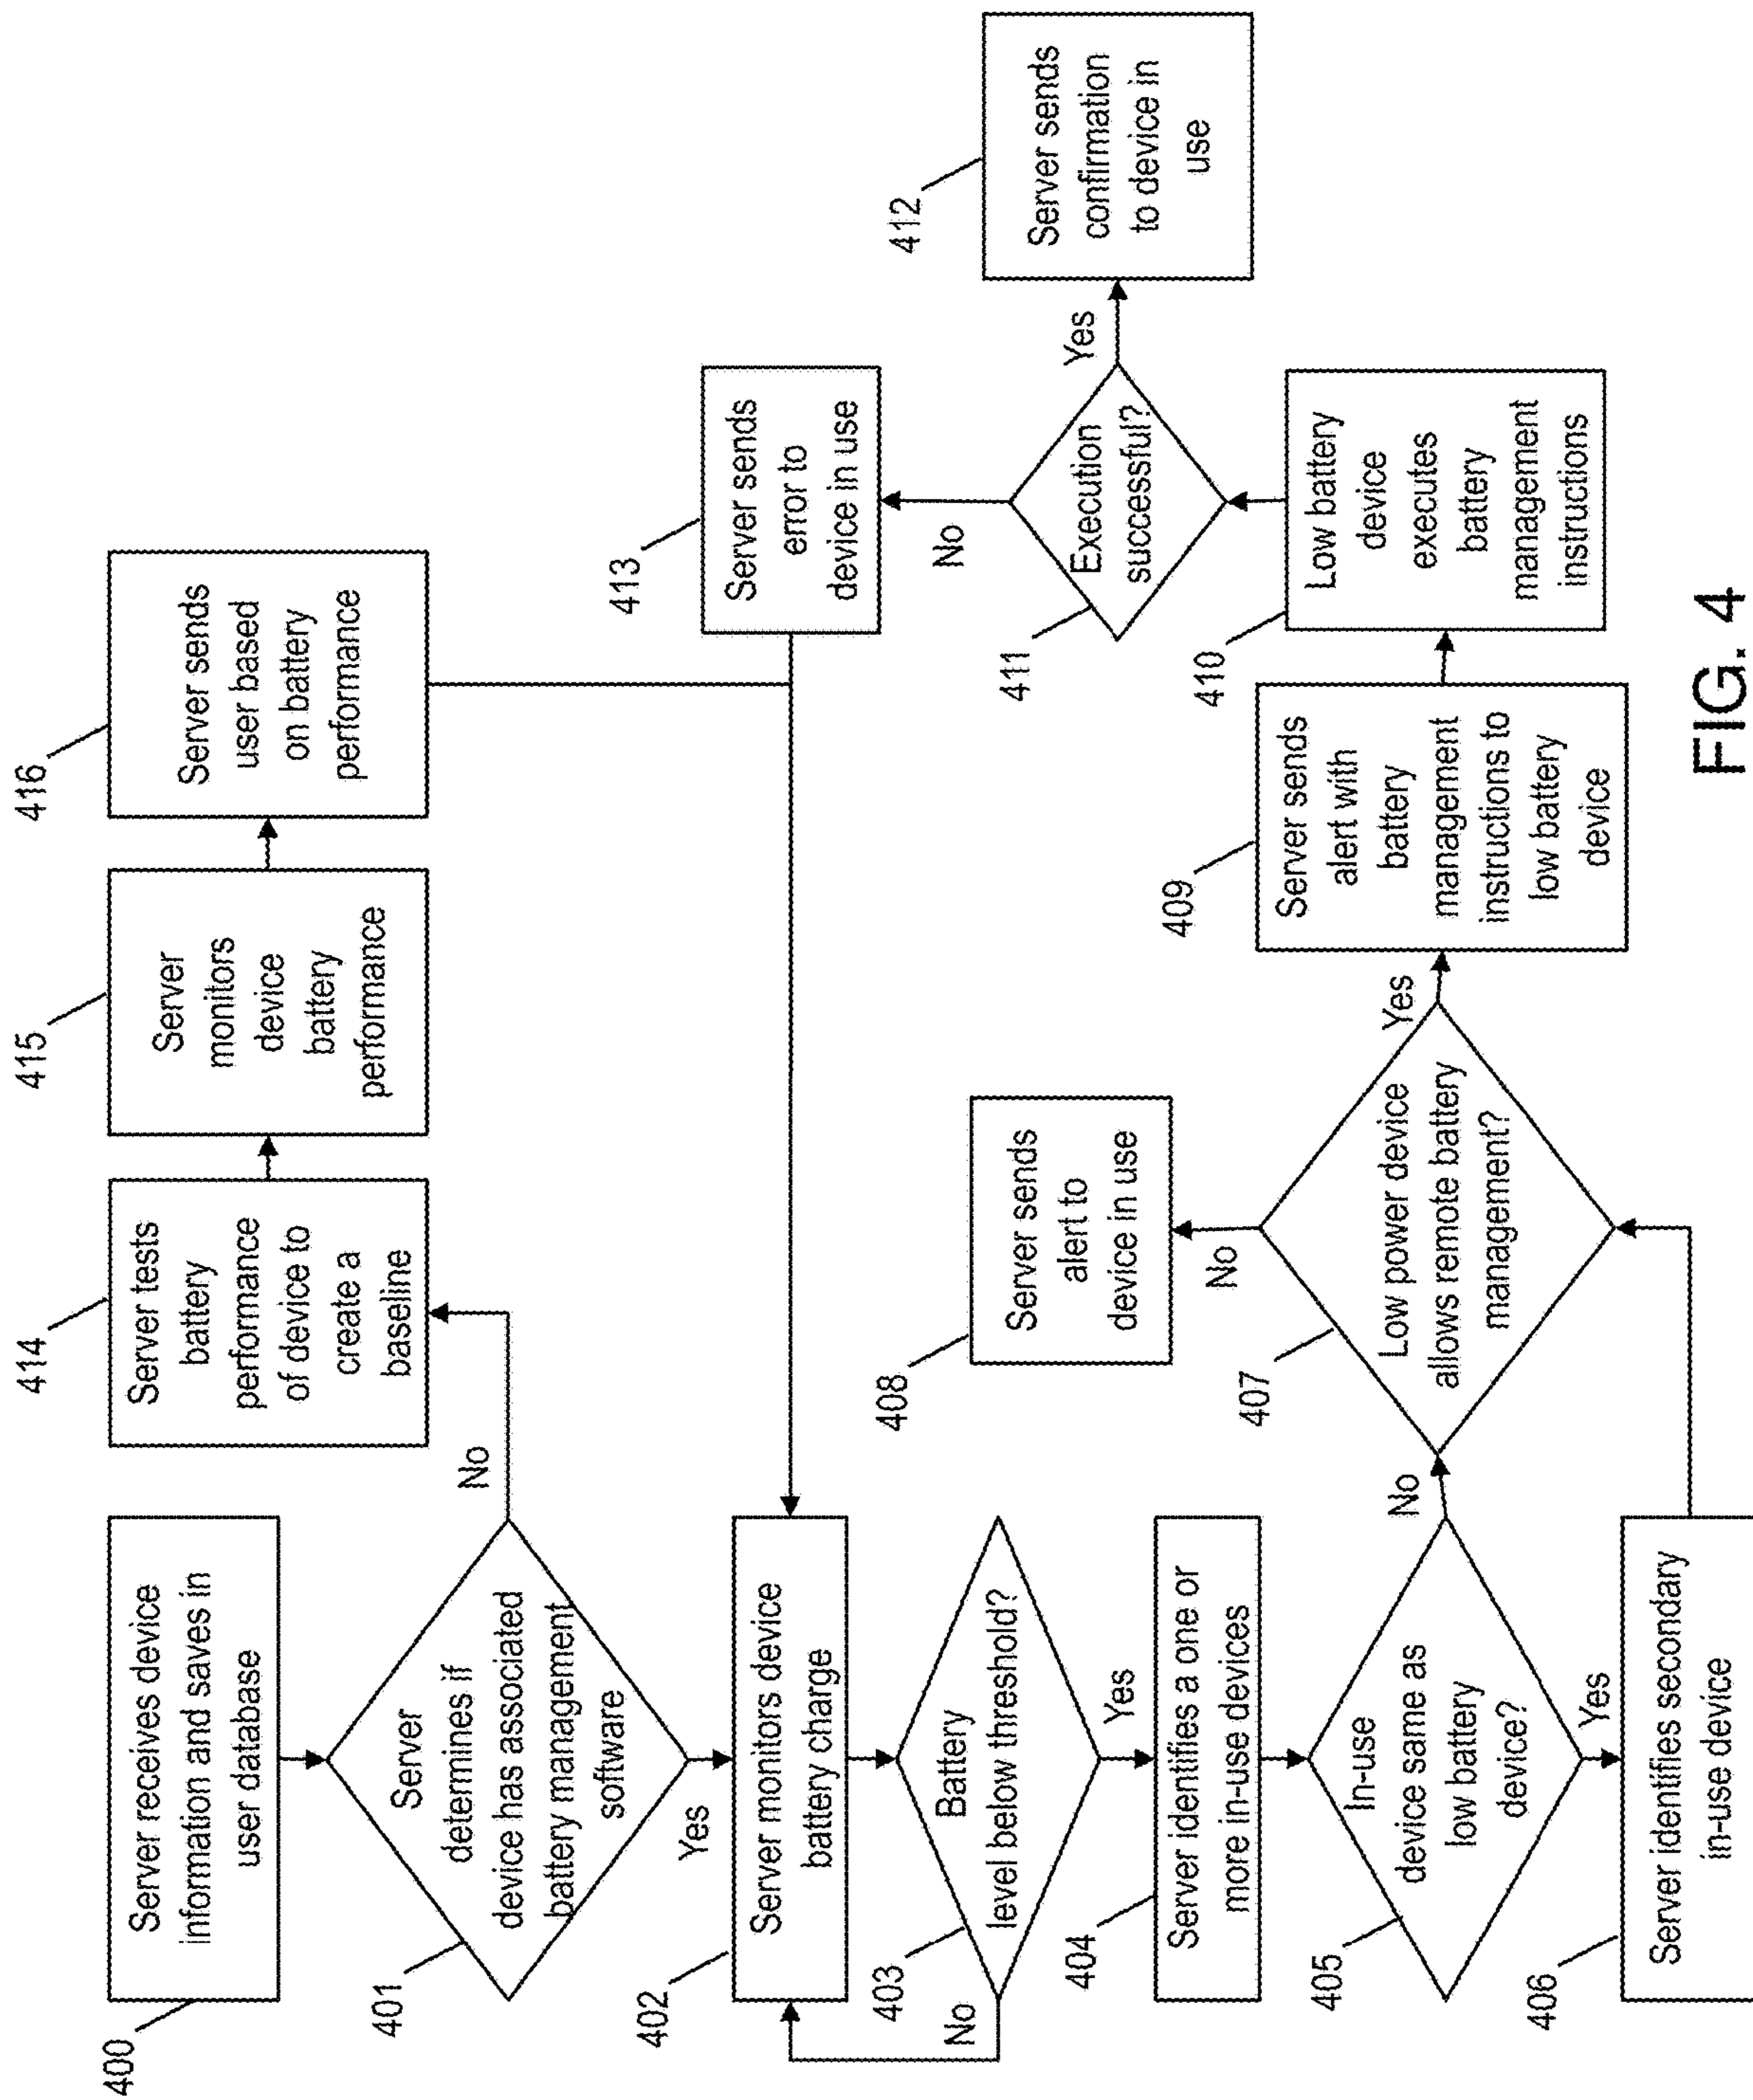 400
Server receives device
information and saves in
user database
401
Server
determines if
device has associated
battery management
software
No
Yes
414
Server tests
battery
performance
of device to
create a
baseline
415
Server
monitors
device
battery
performance
416
Server sends
user based
on battery
performance
402
Server monitors device
battery charge
403
Battery
level below threshold?
No
Yes
404
Server identifies a one or
more in-use devices
405
In-use
device same as
low battery
device?
No
Yes
406
Server identifies secondary
in-use device
407
Low power device
allows remote battery
management?
No
Yes
408
Server sends
alert to
device in use
409
Server sends
alert with
battery
management
instructions to
low battery
device
410
Low battery
device
executes
battery
management
instructions
411
Execution
successful?
No
Yes
413
Server sends
error to
device in use
412
Server sends
confirmation
to device in
use
FIG. 4